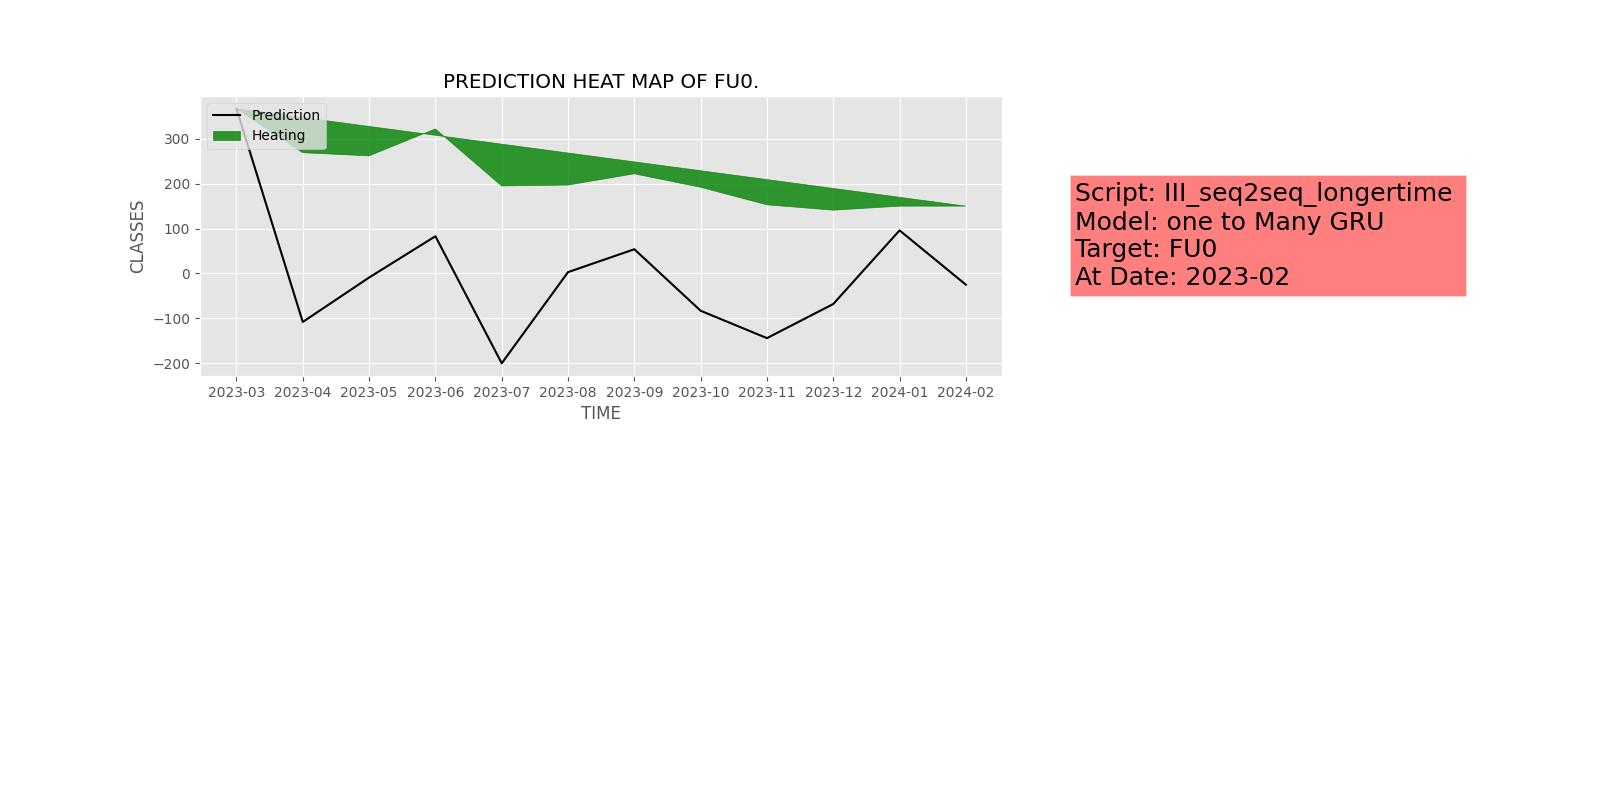 PREDICTION HEAT MAP OF FU0.
Prediction
Heating
300
200
100
0
−100
−200
CLASSES
2023-03 2023-04 2023-05 2023-06 2023-07 2023-08 2023-09 2023-10 2023-11 2023-12 2024-01 2024-02
TIME
Script: III_seq2seq_longertime
Model: one to Many GRU
Target: FU0
At Date: 2023-02